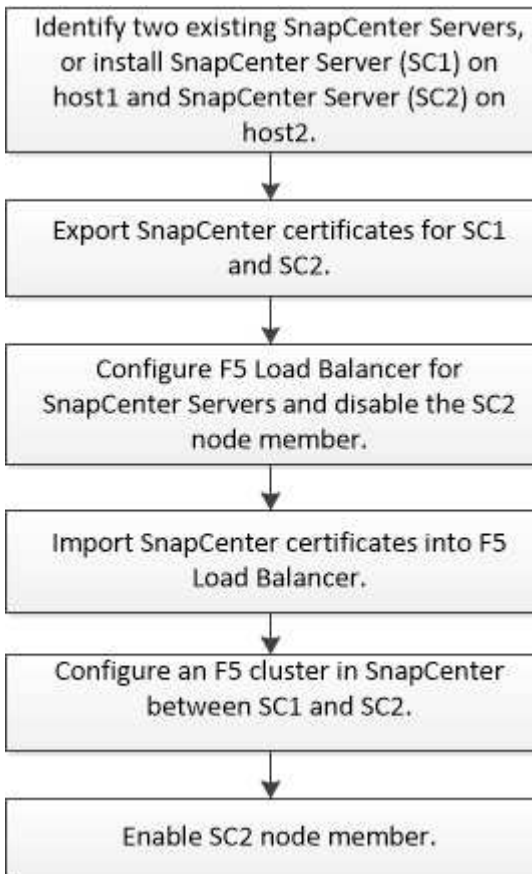 Identify two existing SnapCenter Servers,
or install SnapCenter Server (SC1) on
host1 and SnapCenter Server (SC2) on
host2.
Export SnapCenter certificates for SC1
and SC2.
Configure F5 Load Balancer for
SnapCenter Servers and disable the SC2
node member.
Import SnapCenter certificates into F5
Load Balancer.
Configure an F5 cluster in SnapCenter
between SC1 and SC2.
Enable SC2 node member.